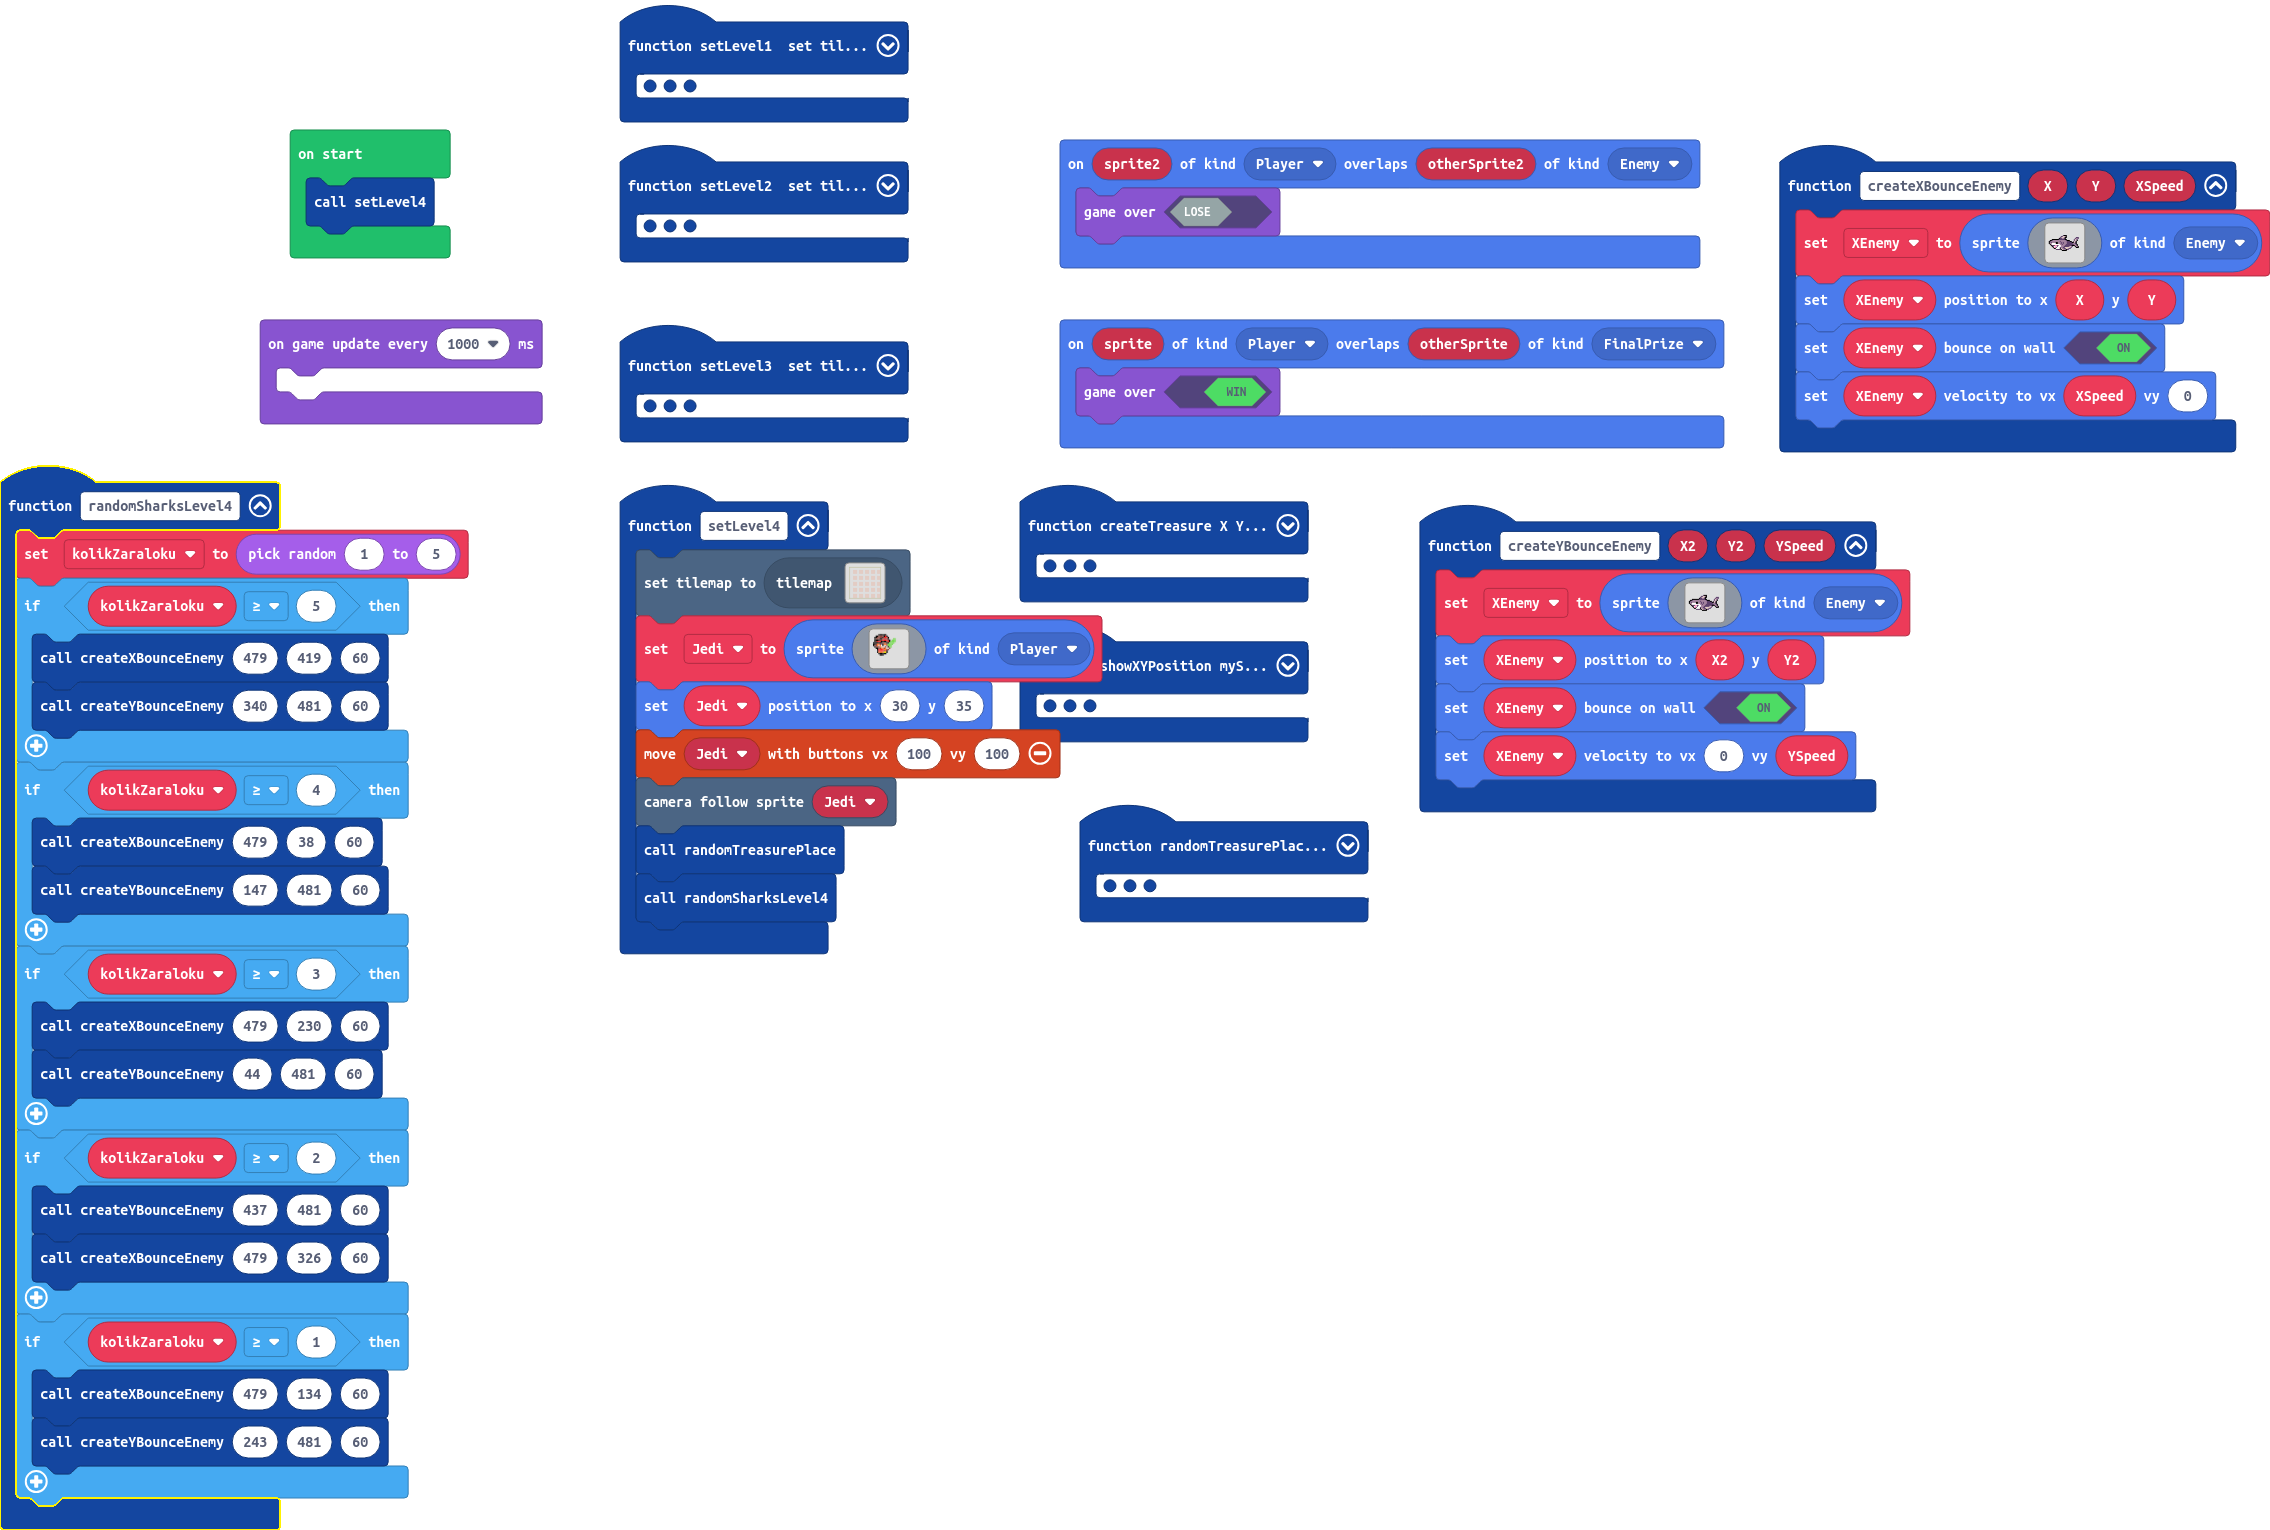 function setLevel1 set til...
function setLevel2 set til...
function setLevel3 set til...
on start
call setLevel4
on game update every 1000 ms
on sprite2 of kind Player overlaps otherSprite2 of kind Enemy
game over LOSE
on sprite of kind Player overlaps otherSprite of kind FinalPrize
game over WIN
function createXBounceEnemy X Y XSpeed
set XEnemy to sprite of kind Enemy
set XEnemy position to x X y Y
set XEnemy bounce on wall ON
set XEnemy velocity to vx XSpeed vy 0
function randomSharksLevel4
set kolikZaraloku to pick random 1 to 5
if kolikZaraloku ≥ 5 then
call createXBounceEnemy 479 419 60
call createYBounceEnemy 340 481 60
if kolikZaraloku ≥ 4 then
call createXBounceEnemy 479 38 60
call createYBounceEnemy 147 481 60
if kolikZaraloku ≥ 3 then
call createXBounceEnemy 479 230 60
call createYBounceEnemy 44 481 60
if kolikZaraloku ≥ 2 then
call createYBounceEnemy 437 481 60
call createXBounceEnemy 479 326 60
if kolikZaraloku ≥ 1 then
call createXBounceEnemy 479 134 60
call createYBounceEnemy 243 481 60
function setLevel4
set tilemap to tilemap
set Jedi to sprite of kind Player
set Jedi position to x 30 y 35
move Jedi with buttons vx 100 vy 100
camera follow sprite Jedi
call randomTreasurePlace
call randomSharksLevel4
function createTreasure X Y...
showXYPosition myS...
function randomTreasurePlac...
function createYBounceEnemy X2 Y2 YSpeed
set XEnemy to sprite of kind Enemy
set XEnemy position to x X2 y Y2
set XEnemy bounce on wall ON
set XEnemy velocity to vx 0 vy YSpeed